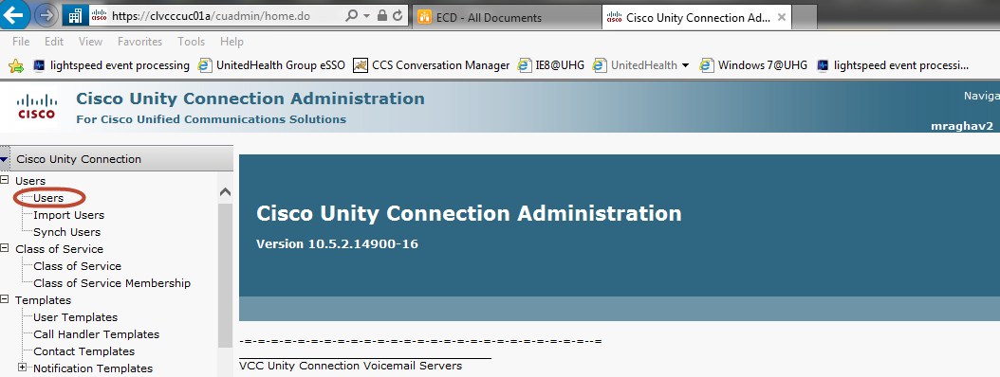 https://clvcccuc01a/cuadmin/home.do
ECD - All Documents
Cisco Unity Connection Ad...
File Edit View Favorites Tools Help
lightspeed event processing UnitedHealth Group eSSO CCS Conversation Manager IE8@UHG UnitedHealth Windows 7@UHG lightspeed event processi...
CISCO
Cisco Unity Connection Administration
For Cisco Unified Communications Solutions
Naviga
mraghav2
Cisco Unity Connection
Users
Users
Import Users
Synch Users
Class of Service
Class of Service
Class of Service Membership
Templates
User Templates
Call Handler Templates
Contact Templates
Notification Templates
Cisco Unity Connection Administration
Version 10.5.2.14900-16
-=-=-=-=-=-=-=-=-=-=-=-=-=-=-=-=-=-=-=-=-=-=-=-=-=-=--=
VCC Unity Connection Voicemail Servers